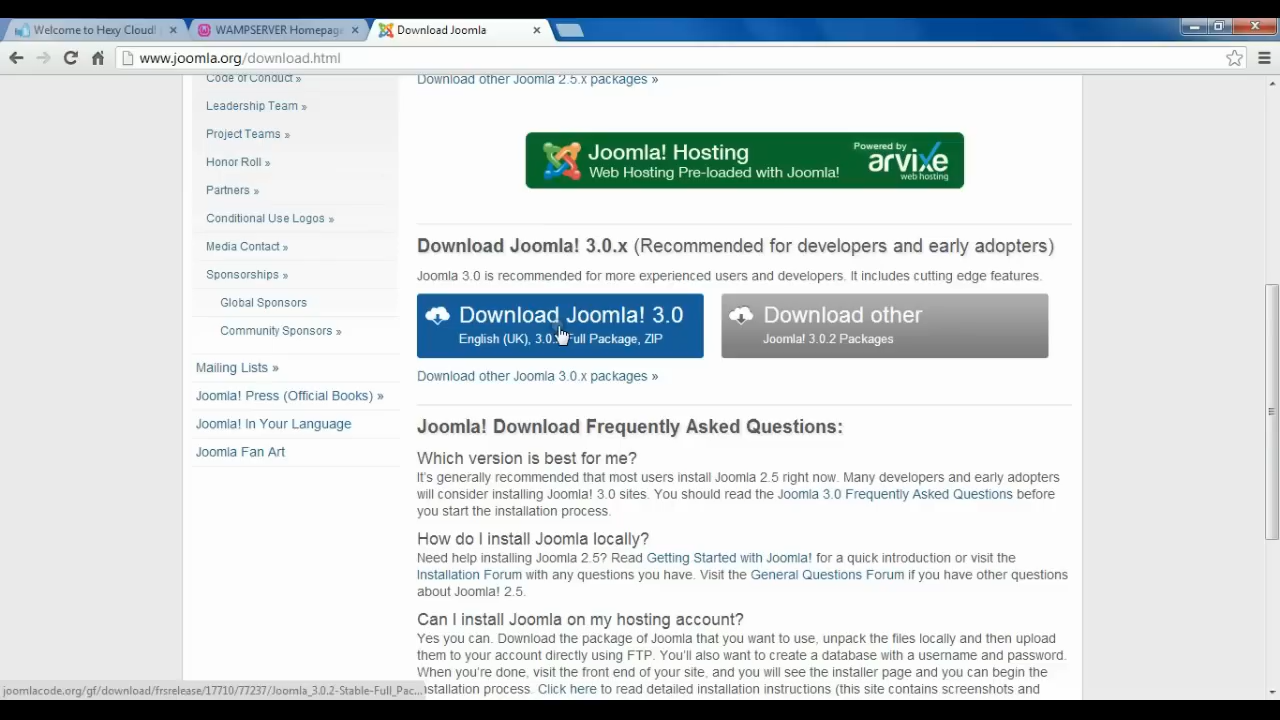 Welcome to Hexy Cloud!
WAMPSERVER Homepage
Download Joomla
www.joomla.org/download.html
Code of Conduct »
Leadership Team »
Project Teams »
Honor Roll »
Partners »
Conditional Use Logos »
Media Contact »
Sponsorships »
Global Sponsors
Community Sponsors »
Mailing Lists »
Joomla! Press (Official Books) »
Joomla! In Your Language
Joomla Fan Art
Download other Joomla 2.5.x packages »
Joomla! Hosting
Web Hosting Pre-loaded with Joomla!
Powered by
arvixe
web hosting
Download Joomla! 3.0.x (Recommended for developers and early adopters)
Joomla 3.0 is recommended for more experienced users and developers. It includes cutting edge features.
Download Joomla! 3.0
English (UK), 3.0. Full Package, ZIP
Download other
Joomla! 3.0.2 Packages
Download other Joomla 3.0.x packages »
Joomla! Download Frequently Asked Questions:
Which version is best for me?
It's generally recommended that most users install Joomla 2.5 right now. Many developers and early adopters
will consider installing Joomla! 3.0 sites. You should read the Joomla 3.0 Frequently Asked Questions before
you start the installation process.
How do I install Joomla locally?
Need help installing Joomla 2.5? Read Getting Started with Joomla! for a quick introduction or visit the
Installation Forum with any questions you have. Visit the General Questions Forum if you have other questions
about Joomla! 2.5.
Can I install Joomla on my hosting account?
Yes you can. Download the package of Joomla that you want to use, unpack the files locally and then upload
them to your account directly using FTP. You'll also want to create a database with a username and password.
When you're done, visit the front end of your site, and you will see the installer page and you can begin the
installation process. Click here to read detailed installation instructions (this site contains screenshots and
joomlacode.org/gf/download/frsrelease/17710/77237/Joomla_3.0.2-Stable-Full_Pac...